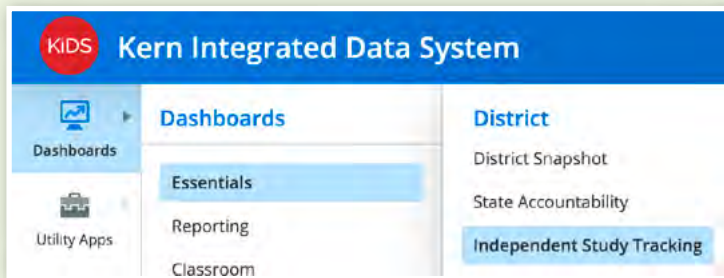 KiDS Kern Integrated Data System
Dashboards
Utility Apps
Dashboards
Essentials
Reporting
Classroom
District
District Snapshot
State Accountability
Independent Study Tracking